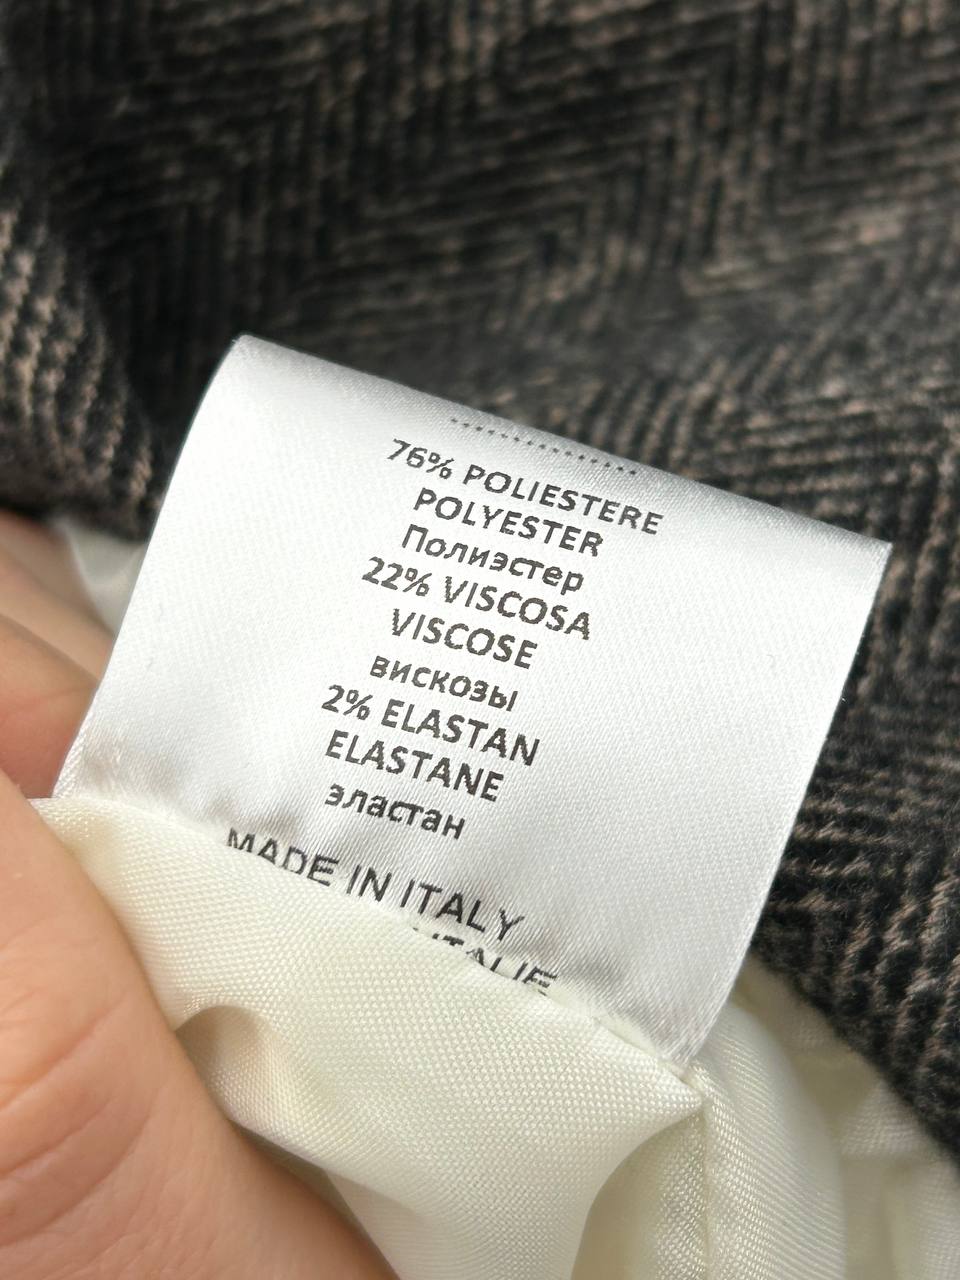 76% POLIESTERE
POLYESTER
Полиэстер
22% VISCOSA
VISCOSE
вискозы
2% ELASTAN
ELASTANE
эластан
MADE IN ITALY